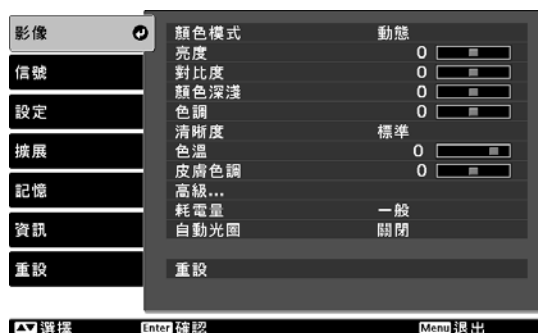 影像
信號
設定
擴展
記憶
資訊
重設
顏色模式 動態
亮度 0
對比度 0
顏色深淺 0
色調 0
清晰度 標準
色溫 0
皮膚色調 0
高級...
耗電量 一般
自動光圈 關閉
重設
選擇 Enter 確認 Menu 退出